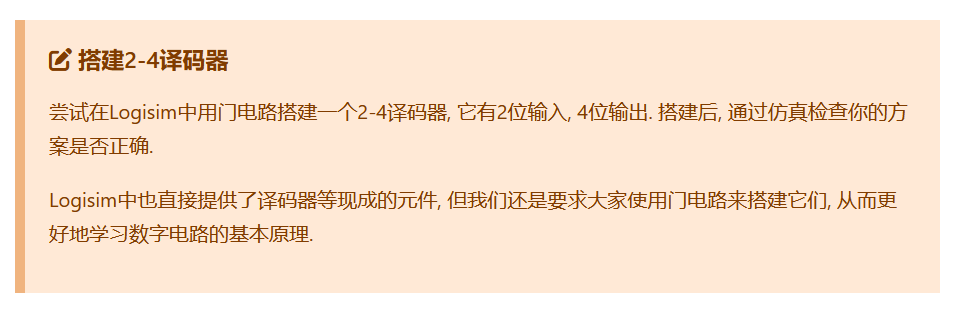 搭建2-4译码器
尝试在Logisim中用门电路搭建一个2-4译码器, 它有2位输入, 4位输出. 搭建后, 通过仿真检查你的方
案是否正确.
Logisim中也直接提供了译码器等现成的元件, 但我们还是要求大家使用门电路来搭建它们, 从而更
好地学习数字电路的基本原理.